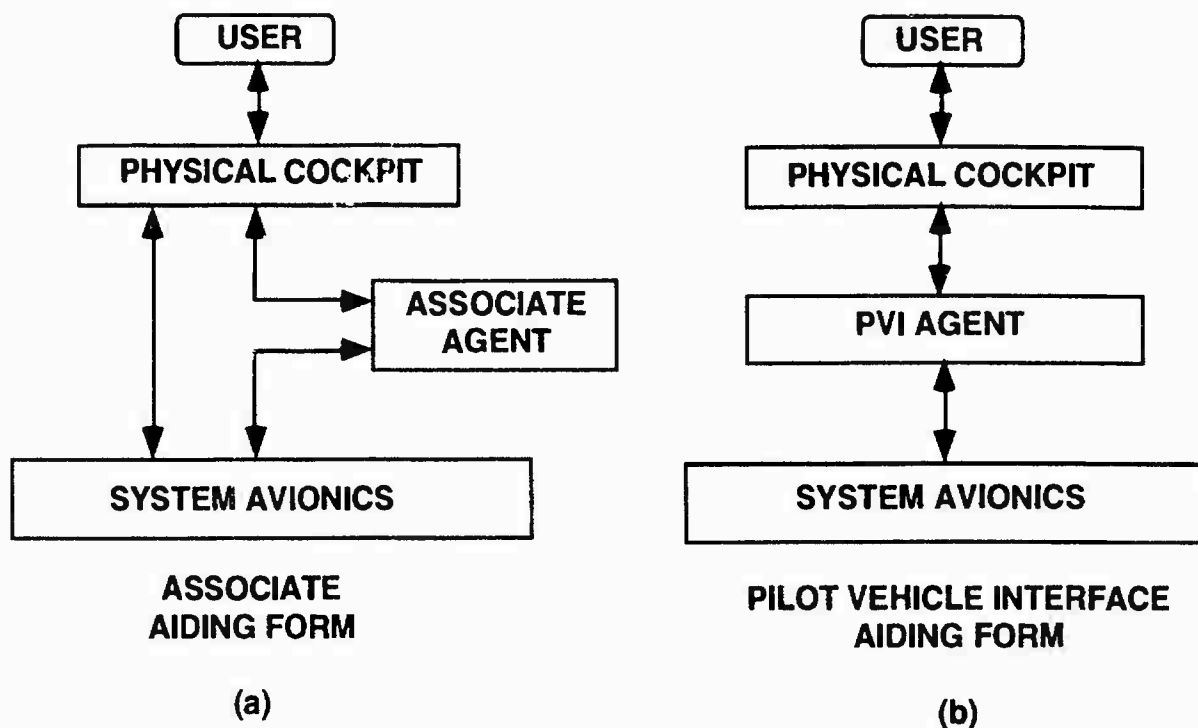 USER
PHYSICAL COCKPIT
ASSOCIATE
AGENT
SYSTEM AVIONICS
ASSOCIATE
AIDING FORM
(a)
USER
PHYSICAL COCKPIT
PVI AGENT
SYSTEM AVIONICS
PILOT VEHICLE INTERFACE
AIDING FORM
(b)